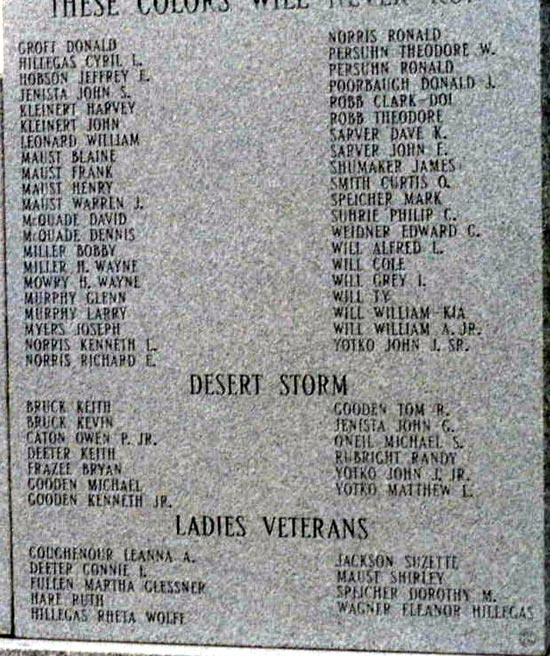 THESE COLORS WILL NEVER
GROFT DONALD
HILLEGAS CYRIL L.
HOBSON JEFFREY E.
JENISTA JOHN S.
KLEINERT HARVEY
KLEINERT JOHN
LEONARD WILLIAM
MAUST BLAINE
MAUST FRANK
MAUST HENRY
MAUST WARREN J.
McQUADE DAVID
McQUADE DENNIS
MILLER BOBBY
MILLER H. WAYNE
MOWRY H. WAYNE
MURPHY GLENN
MURPHY LARRY
MYERS JOSEPH
NORRIS KENNETH L.
NORRIS RICHARD E.
NORRIS RONALD
PERSUHN THEODORE W.
PERSUHN RONALD
POORBAUGH DONALD J.
ROBB CLARK-DOI
ROBB THEODORE
SARVER DAVE K.
SARVER JOHN F.
SHUMAKER JAMES
SMITH CURTIS O.
SPEICHER MARK
SUHRIE PHILIP C.
WEIDNER EDWARD C.
WILL ALFRED L.
WILL COLE
WILL GREY I.
WILL TY
WILL WILLIAM-KIA
WILL WILLIAM A. JR.
YOTKO JOHN J. SR.
DESERT STORM
BRUCK KEITH
BRUCK KEVIN
CATON OWEN P. JR.
DEETER KEITH
FRAZEE BRYAN
GOODEN MICHAEL
GOODEN KENNETH JR.
GOODEN TOM R.
JENISTA JOHN G.
ONEIL MICHAEL S.
RUBRIGHT RANDY
YOTKO JOHN J. JR.
YOTKO MATTHEW L.
LADIES VETERANS
COUGHENOUR LEANNA A.
DEETER CONNIE L.
FULLEN MARTHA GLESSNER
HARE RUTH
HILLEGAS RHETA WOLFE
JACKSON SUZETTE
MAUST SHIRLEY
SPEICHER DOROTHY M.
WAGNER ELEANOR HILLEGAS